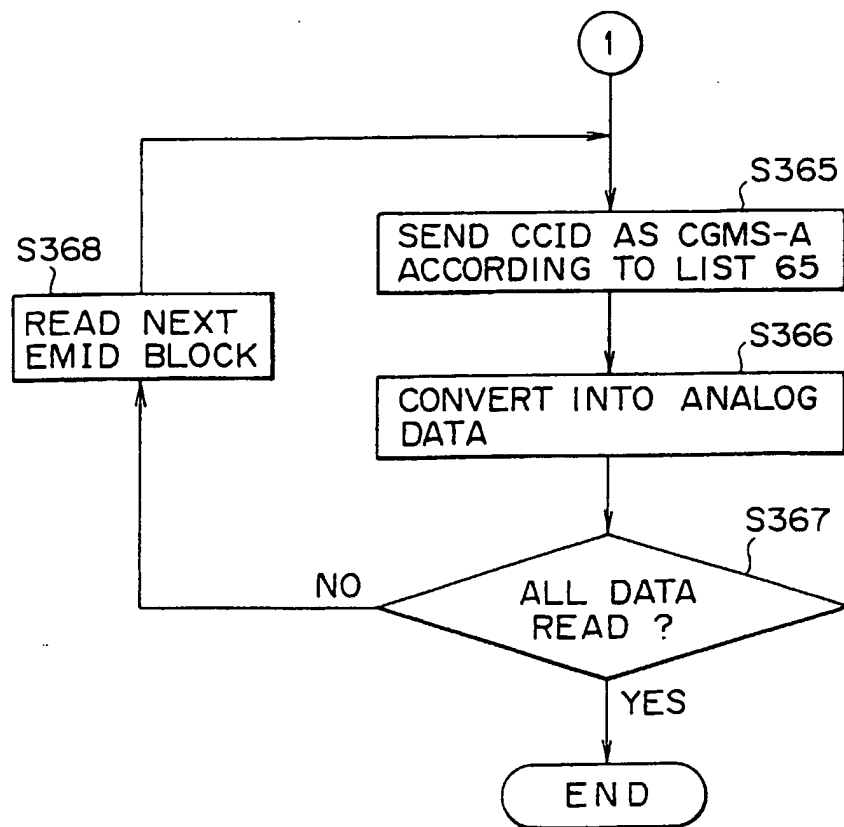 1
S365
SEND CCID AS CGMS-A
ACCORDING TO LIST 65
S368
READ NEXT
EMID BLOCK
S366
CONVERT INTO ANALOG
DATA
S367
NO
ALL DATA
READ ?
YES
END